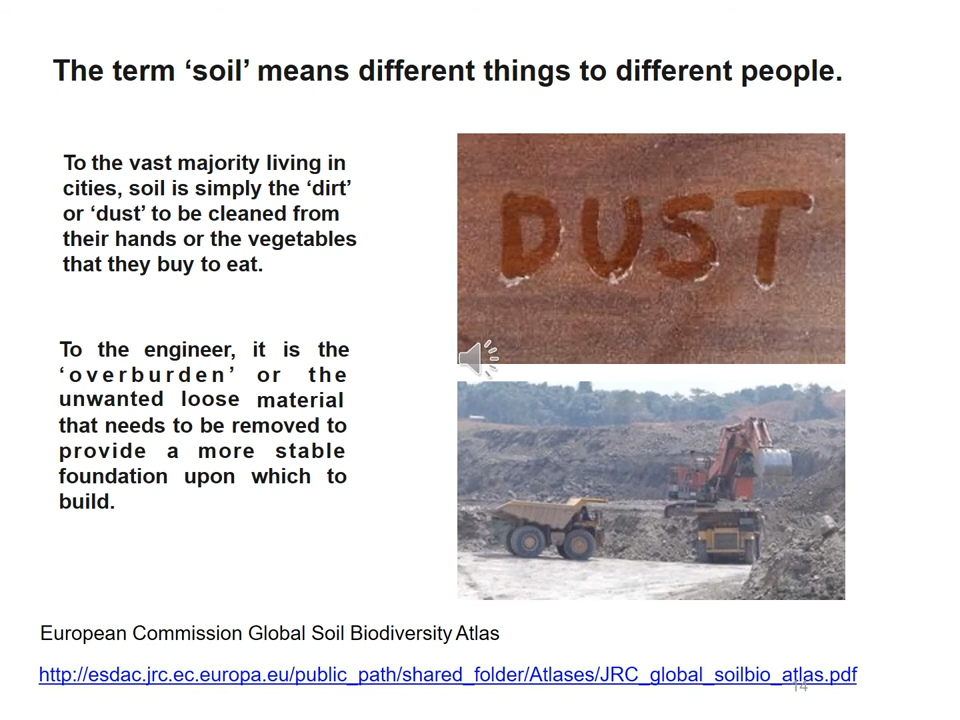 The term ‘soil’ means different things to different people.
To the vast majority living in
cities, soil is simply the ‘dirt’
or ‘dust’ to be cleaned from
their hands or the vegetables
that they buy to eat.
DUST
To the engineer, it is the
‘overburden’ or the
unwanted loose material
that needs to be removed to
provide a more stable
foundation upon which to
build.
European Commission Global Soil Biodiversity Atlas
http://esdac.jrc.ec.europa.eu/public_path/shared_folder/Atlases/JRC_global_soilbio_atlas.pdf
14